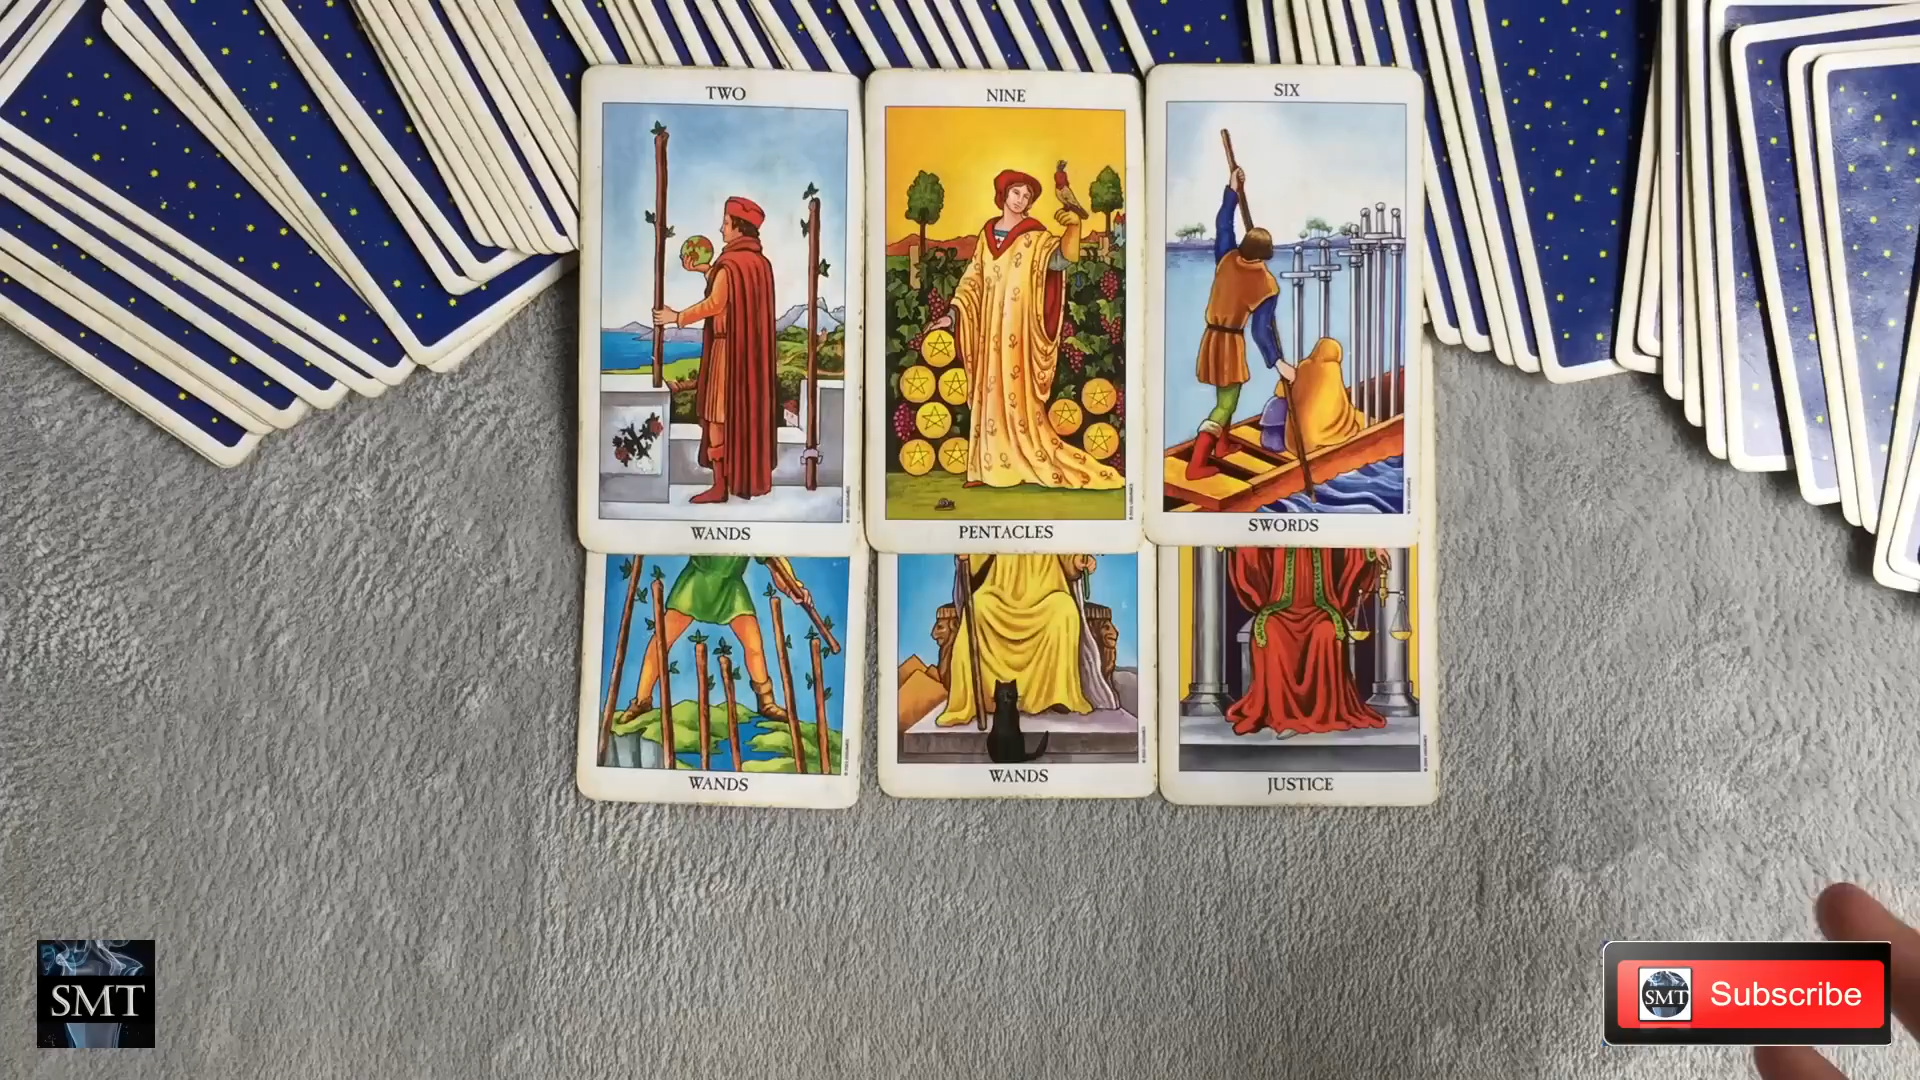 TWO
NINE
SIX
WANDS
PENTACLES
SWORDS
WANDS
WANDS
JUSTICE
SMT
SMT Subscribe